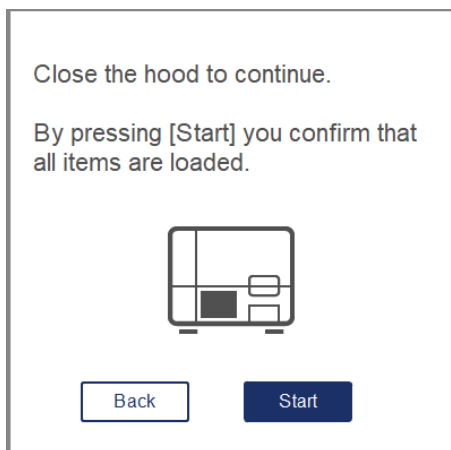 Close the hood to continue.
By pressing [Start] you confirm that
all items are loaded.
Back
Start